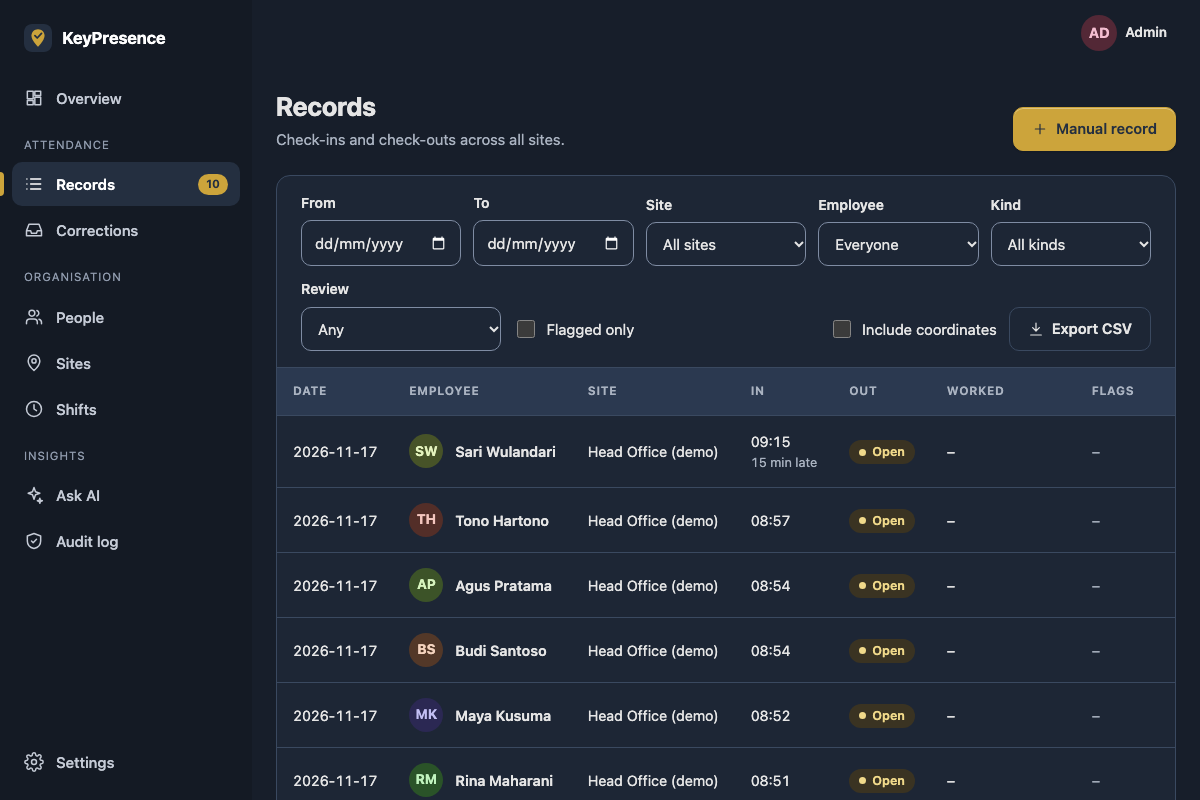 KeyPresence
AD Admin
Overview
ATTENDANCE
Records 10
Corrections
ORGANISATION
People
Sites
Shifts
INSIGHTS
Ask AI
Audit log
Settings
Records
Check-ins and check-outs across all sites.
+ Manual record
From To Site Employee Kind
dd/mm/yyyy dd/mm/yyyy All sites Everyone All kinds
Review
Any Flagged only Include coordinates Export CSV
DATE EMPLOYEE SITE IN OUT WORKED FLAGS
2026-11-17 SW Sari Wulandari Head Office (demo) 09:15 Open – –
15 min late
2026-11-17 TH Tono Hartono Head Office (demo) 08:57 Open – –
2026-11-17 AP Agus Pratama Head Office (demo) 08:54 Open – –
2026-11-17 BS Budi Santoso Head Office (demo) 08:54 Open – –
2026-11-17 MK Maya Kusuma Head Office (demo) 08:52 Open – –
2026-11-17 RM Rina Maharani Head Office (demo) 08:51 Open – –